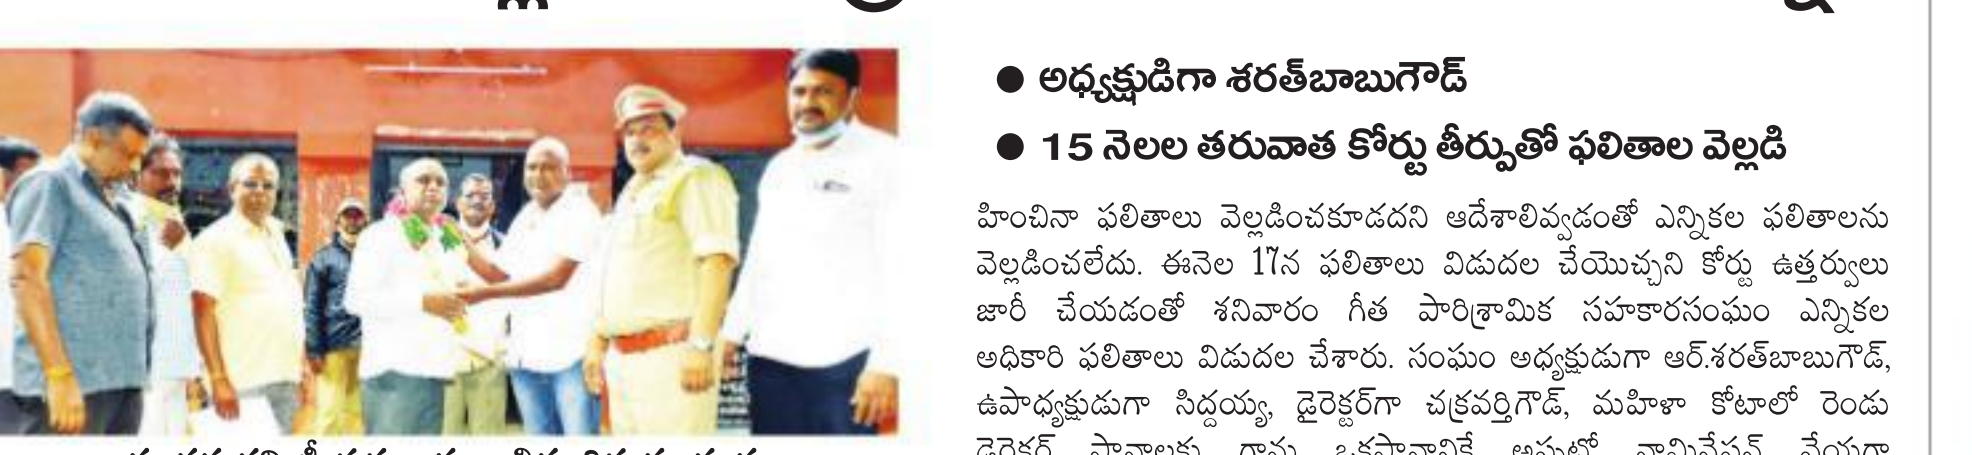 ● అధ్యక్షుడిగా శరత్‌బాబుగౌడ్
● 15 నెలల తరువాత కోర్టు తీర్పుతో ఫలితాల వెల్లడి
హించినా ఫలితాలు వెల్లడించకూడదని ఆదేశాలివ్వడంతో ఎన్నికల ఫలితాలను
వెల్లడించలేదు. ఈనెల 17న ఫలితాలు విడుదల చేయొచ్చని కోర్టు ఉత్తర్వులు
జారీ చేయడంతో శనివారం గీత పారిశ్రామిక సహకారసంఘం ఎన్నికల
అధికారి ఫలితాలు విడుదల చేశారు. సంఘం అధ్యక్షుడుగా ఆర్.శరత్‌బాబుగౌడ్,
ఉపాధ్యక్షుడుగా సిద్దయ్య, డైరెక్టర్‌గా చక్రవర్తిగౌడ్, మహిళా కోటాలో రెండు